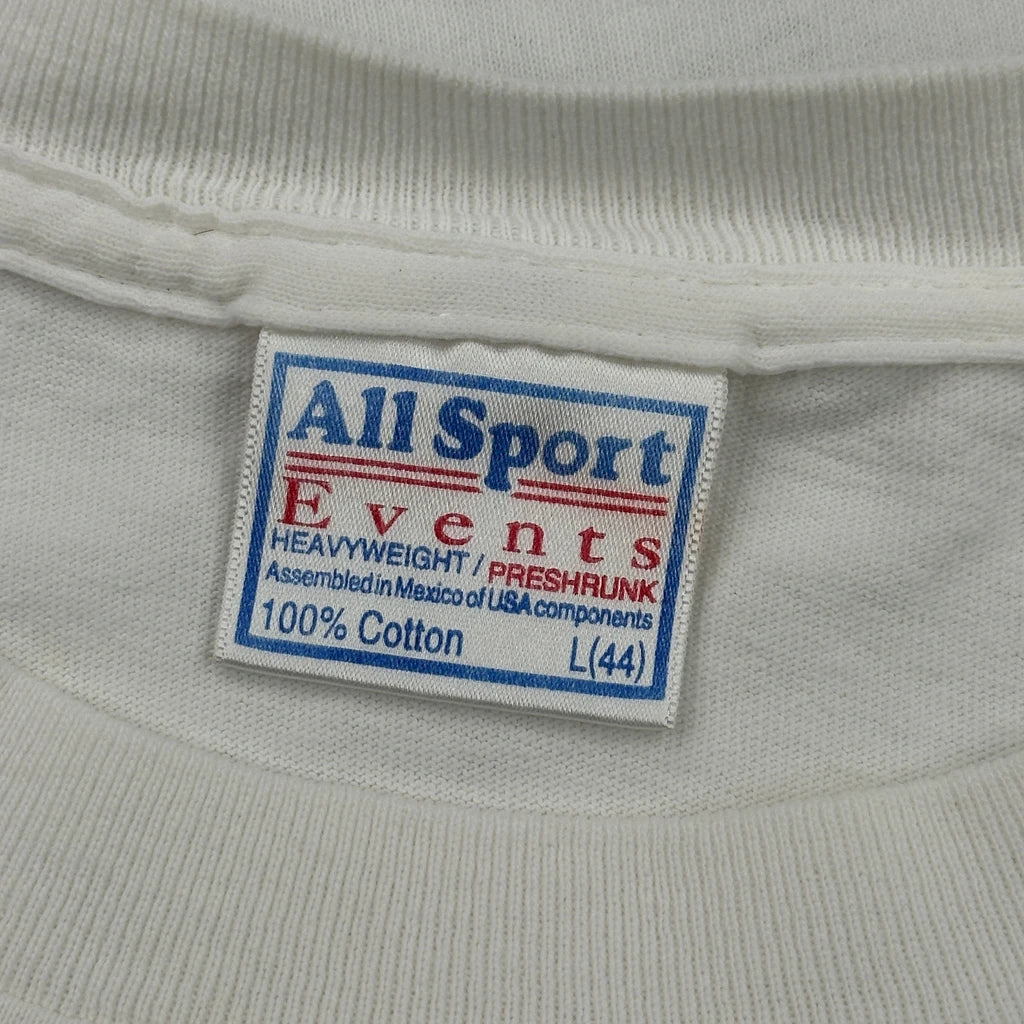 All Sport
Events
HEAVYWEIGHT / PRESHRUNK
Assembled in Mexico of USA components
100% Cotton L(44)